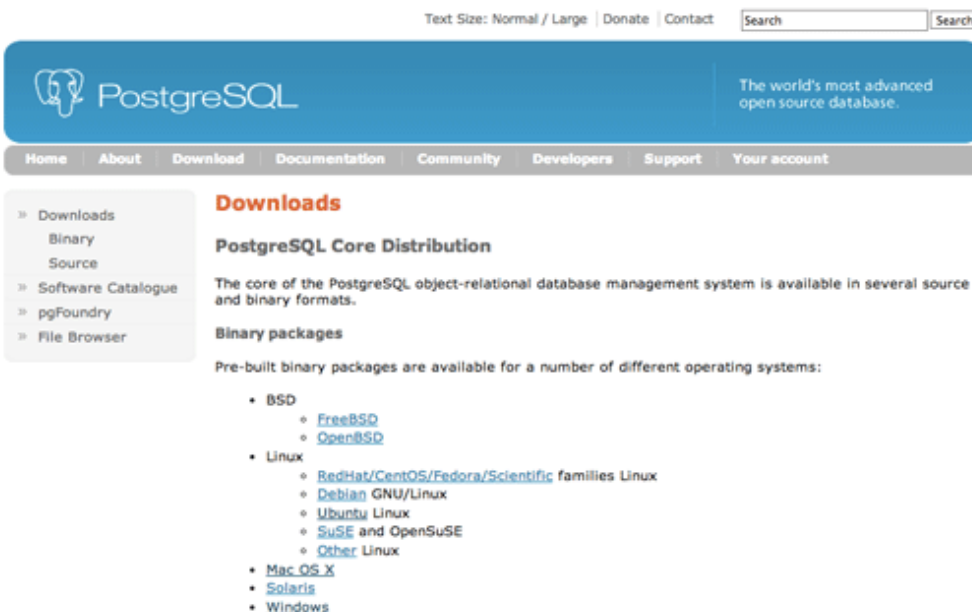 Text Size: Normal / Large Donate Contact Search Search
PostgreSQL
The world's most advanced
open source database.
Home About Download Documentation Community Developers Support Your account
» Downloads
Binary
Source
» Software Catalogue
» pgFoundry
» File Browser
Downloads
PostgreSQL Core Distribution
The core of the PostgreSQL object-relational database management system is available in several source
and binary formats.
Binary packages
Pre-built binary packages are available for a number of different operating systems:
• BSD
◦ FreeBSD
◦ OpenBSD
• Linux
◦ RedHat/CentOS/Fedora/Scientific families Linux
◦ Debian GNU/Linux
◦ Ubuntu Linux
◦ SuSE and OpenSuSE
◦ Other Linux
• Mac OS X
• Solaris
• Windows